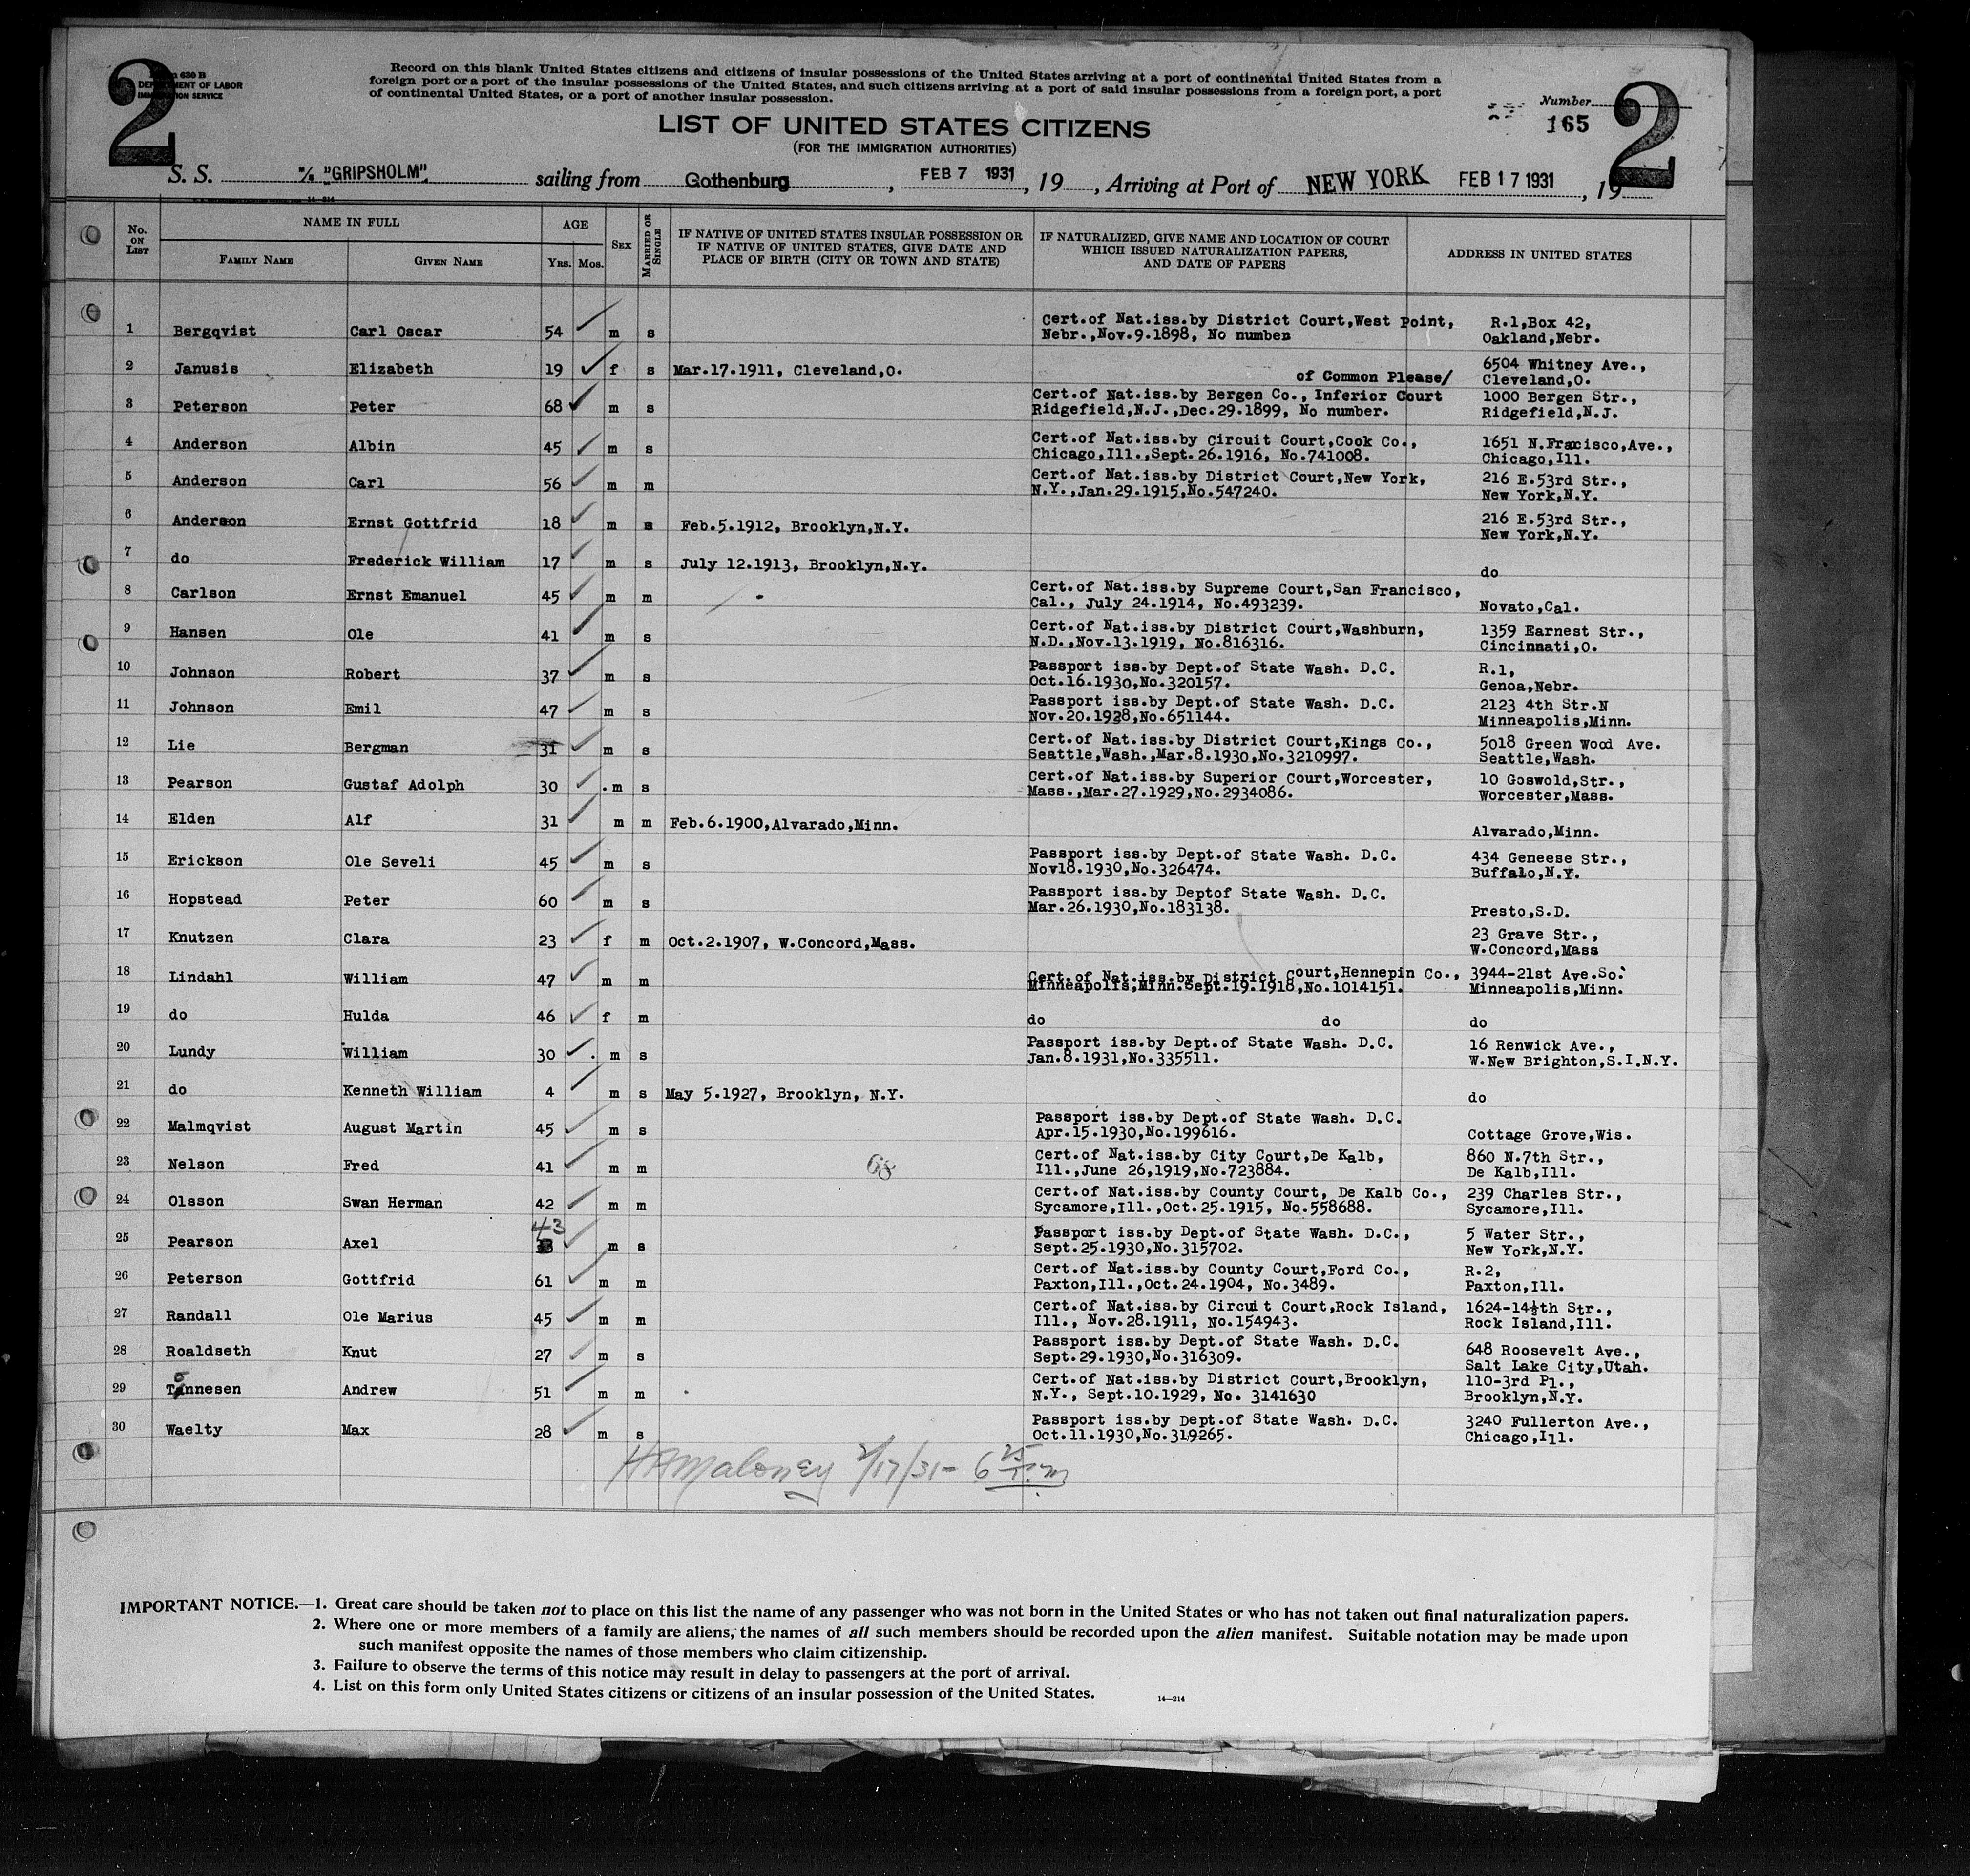 2
630 B
DEPARTMENT OF LABOR
IMMIGRATION SERVICE
Record on this blank United States citizens and citizens of insular possessions of the United States arriving at a port of continental United States from a
foreign port or a port of the insular possessions of the United States, and such citizens arriving at a port of said insular possessions from a foreign port, a port
of continental United States, or a port of another insular possession.
Number
165
2
LIST OF UNITED STATES CITIZENS
(FOR THE IMMIGRATION AUTHORITIES)
S. S. M/S "GRIPSHOLM" sailing from Gothenburg, FEB 7 1931, 19, Arriving at Port of NEW YORK FEB 17 1931, 19
14-214
No. ON LIST
NAME IN FULL
FAMILY NAME GIVEN NAME
AGE
YRS. MOS.
SEX
MARRIED OR SINGLE
IF NATIVE OF UNITED STATES INSULAR POSSESSION OR
IF NATIVE OF UNITED STATES, GIVE DATE AND
PLACE OF BIRTH (CITY OR TOWN AND STATE)
IF NATURALIZED, GIVE NAME AND LOCATION OF COURT
WHICH ISSUED NATURALIZATION PAPERS,
AND DATE OF PAPERS
ADDRESS IN UNITED STATES
1 Bergqvist Carl Oscar 54 m s Cert.of Nat.iss.by District Court,West Point, R.1,Box 42,
Nebr.,Nov.9.1898, No number Oakland,Nebr.
2 Janusis Elizabeth 19 f s Mar.17.1911, Cleveland,O. 6504 Whitney Ave.,
of Common Please/ Cleveland,O.
3 Peterson Peter 68 m s Cert.of Nat.iss.by Bergen Co., Inferior Court 1000 Bergen Str.,
Ridgefield,N.J.,Dec.29.1899, No number. Ridgefield,N.J.
4 Anderson Albin 45 m s Cert.of Nat.iss.by Circuit Court,Cook Co., 1651 N.Fracisco,Ave.,
Chicago,Ill.,Sept.26.1916, No.741008. Chicago,Ill.
5 Anderson Carl 56 m m Cert.of Nat.iss.by District Court,New York, 216 E.53rd Str.,
N.Y.,Jan.29.1915,No.547240. New York,N.Y.
6 Anderson Ernst Gottfrid 18 m s Feb.5.1912, Brooklyn,N.Y. 216 E.53rd Str.,
New York,N.Y.
7 do Frederick William 17 m s July 12.1913, Brooklyn,N.Y. do
8 Carlson Ernst Emanuel 45 m m Cert.of Nat.iss.by Supreme Court,San Francisco,
Cal., July 24.1914, No.493239. Novato,Cal.
9 Hansen Ole 41 m s Cert.of Nat.iss.by District Court,Washburn, 1359 Earnest Str.,
N.D.,Nov.13.1919, No.816316. Cincinnati,O.
10 Johnson Robert 37 m s Passport iss.by Dept.of State Wash. D.C. R.1,
Oct.16.1930,No.320157. Genoa,Nebr.
11 Johnson Emil 47 m s Passport iss.by Dept.of State Wash. D.C. 2123 4th Str.N
Nov.20.1928,No.651144. Minneapolis,Minn.
12 Lie Bergman 31 m s Cert.of Nat.iss.by District Court,Kings Co., 5018 Green Wood Ave.
Seattle,Wash.,Mar.8.1930,No.3210997. Seattle,Wash.
13 Pearson Gustaf Adolph 30 m s Cert.of Nat.iss.by Superior Court,Worcester, 10 Goswold,Str.,
Mass.,Mar.27.1929,No.2934086. Worcester,Mass.
14 Elden Alf 31 m m Feb.6.1900,Alvarado,Minn. Alvarado,Minn.
15 Erickson Ole Seveli 45 m s Passport iss.by Dept.of State Wash. D.C. 434 Geneese Str.,
Nov18.1930,No.326474. Buffalo,N.Y.
16 Hopstead Peter 60 m s Passport iss.by Deptof State Wash. D.C.
Mar.26.1930,No.183138. Presto,S.D.
17 Knutzen Clara 23 f m Oct.2.1907, W.Concord,Mass. 23 Grave Str.,
W.Concord,Mass
18 Lindahl William 47 m m Cert.of Nat.iss.by District Court,Hennepin Co., 3944-21st Ave.So.
Minneapolis,Minn.Sept.19.1918,No.1014151. Minneapolis,Minn.
19 do Hulda 46 f m do do do
20 Lundy William 30 m s Passport iss.by Dept.of State Wash. D.C. 16 Renwick Ave.,
Jan.8.1931,No.335511. W.New Brighton,S.I.N.Y.
21 do Kenneth William 4 m s May 5.1927, Brooklyn, N.Y. do
22 Malmqvist August Martin 45 m s Passport iss.by Dept.of State Wash. D.C.
Apr.15.1930,No.199616. Cottage Grove,Wis.
23 Nelson Fred 41 m m 68 Cert.of Nat.iss.by City Court,De Kalb, 860 N.7th Str.,
Ill.,June 26,1919,No.723884. De Kalb,Ill.
24 Olsson Swan Herman 42 m m Cert.of Nat.iss.by County Court, De Kalb Co., 239 Charles Str.,
Sycamore,Ill.,Oct.25.1915, No.558688. Sycamore,Ill.
25 Pearson Axel 43 m s Passport iss.by Dept.of State Wash. D.C., 5 Water Str.,
Sept.25.1930,No.315702. New York,N.Y.
26 Peterson Gottfrid 61 m m Cert.of Nat.iss.by County Court,Ford Co., R.2,
Paxton,Ill.,Oct.24.1904, No.3489. Paxton,Ill.
27 Randall Ole Marius 45 m m Cert.of Nat.iss.by Circuit Court,Rock Island, 1624-14½th Str.,
Ill., Nov.28.1911, No.154943. Rock Island,Ill.
28 Roaldseth Knut 27 m s Passport iss.by Dept.of State Wash. D.C. 648 Roosevelt Ave.,
Sept.29.1930,No.316309. Salt Lake City,Utah.
29 Tönnesen Andrew 51 m m Cert.of Nat.iss.by District Court,Brooklyn, 110-3rd Pl.,
N.Y., Sept.10.1929, No. 3141630 Brooklyn,N.Y.
30 Waelty Max 28 m s Passport iss.by Dept.of State Wash. D.C. 3240 Fullerton Ave.,
Oct.11.1930,No.319265. Chicago,Ill.
Maloney 2/17/31- 6 25 P.m
IMPORTANT NOTICE.—1. Great care should be taken not to place on this list the name of any passenger who was not born in the United States or who has not taken out final naturalization papers.
2. Where one or more members of a family are aliens, the names of all such members should be recorded upon the alien manifest. Suitable notation may be made upon
such manifest opposite the names of those members who claim citizenship.
3. Failure to observe the terms of this notice may result in delay to passengers at the port of arrival.
4. List on this form only United States citizens or citizens of an insular possession of the United States.
14—214